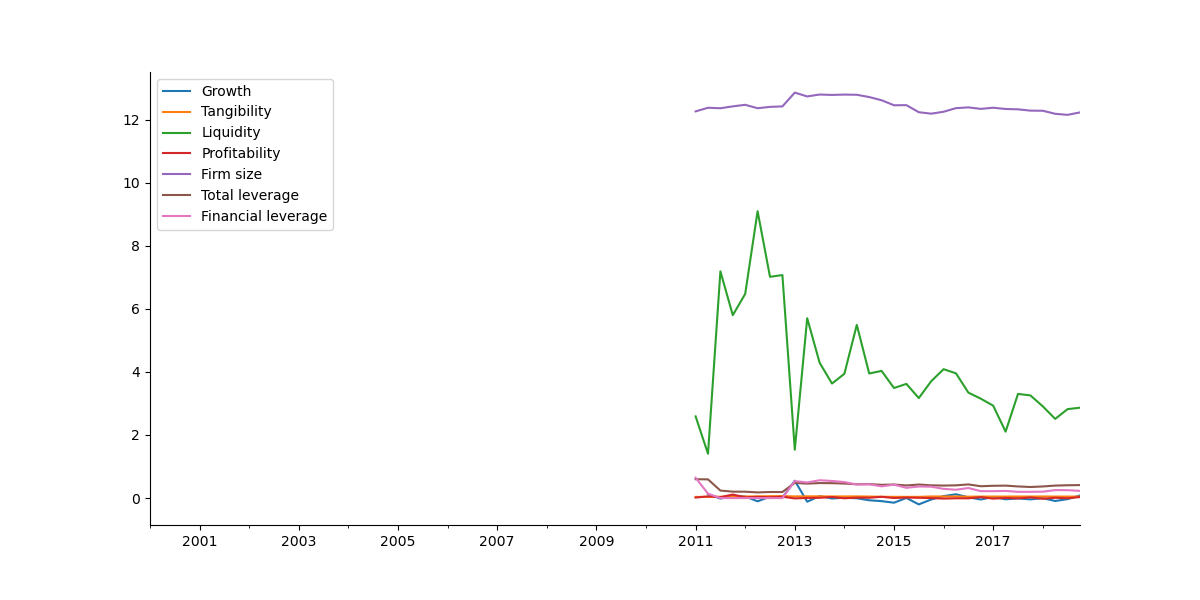 Growth
Tangibility
Liquidity
Profitability
Firm size
Total leverage
Financial leverage
12
10
8
6
4
2
0
2001 2003 2005 2007 2009 2011 2013 2015 2017